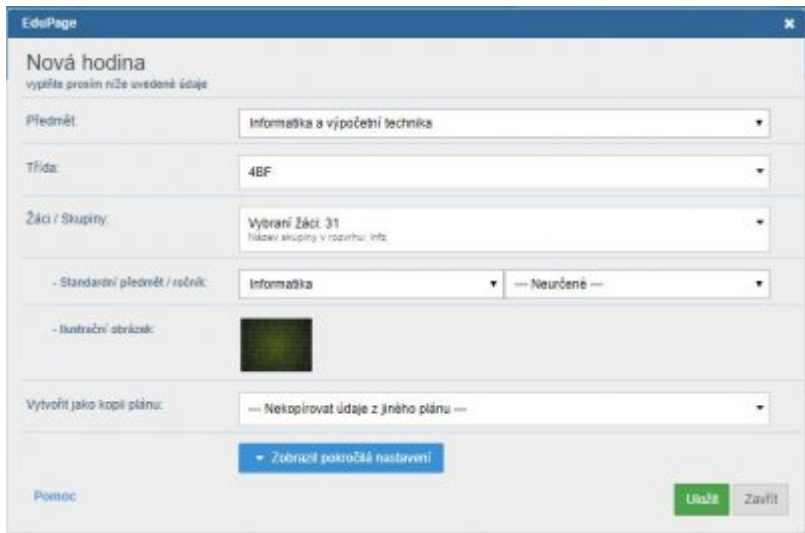 EduPage
Nová hodina
vyplňte prosím níže uvedené údaje
Předmět: Informatika a výpočetní technika
Třída: 4BF
Žáci / Skupiny: Vybraní žáci: 31
Název skupiny v rozvrhu: Info
- Standardní předmět / ročník: Informatika --- Neurčené ---
- Ilustrační obrázek:
Vytvořit jako kopii plánu: --- Nekopírovat údaje z jiného plánu ---
Zobrazit pokročilá nastavení
Pomoc Uložit Zavřít